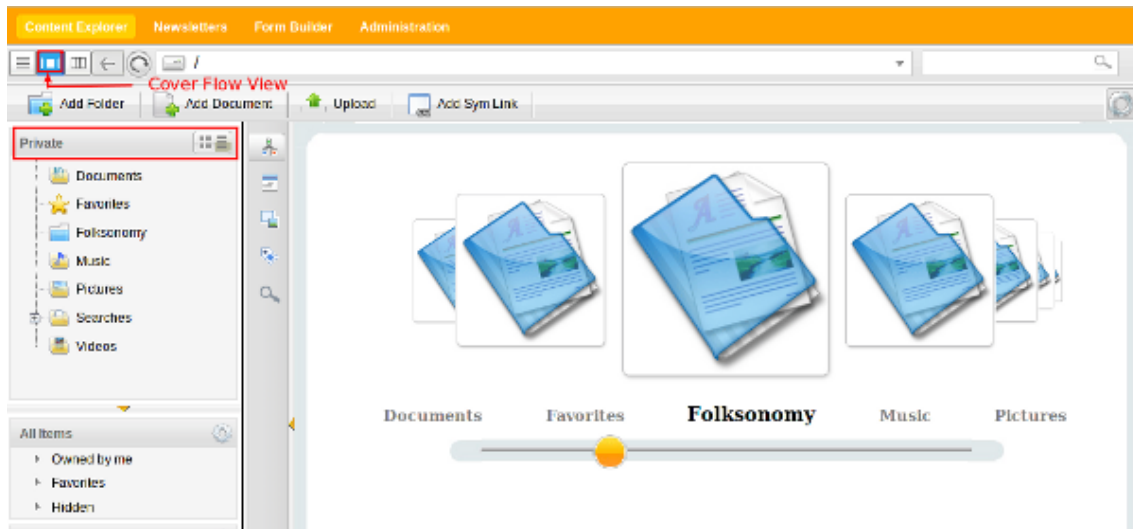 Content Explorer Newsletters Form Builder Administration
/
Cover Flow View
Add Folder Add Document Upload Add Sym Link
Private
Documents
Favorites
Folksonomy
Music
Pictures
Searches
Videos
Documents Favorites Folksonomy Music Pictures
All Items
Owned by me
Favorites
Hidden